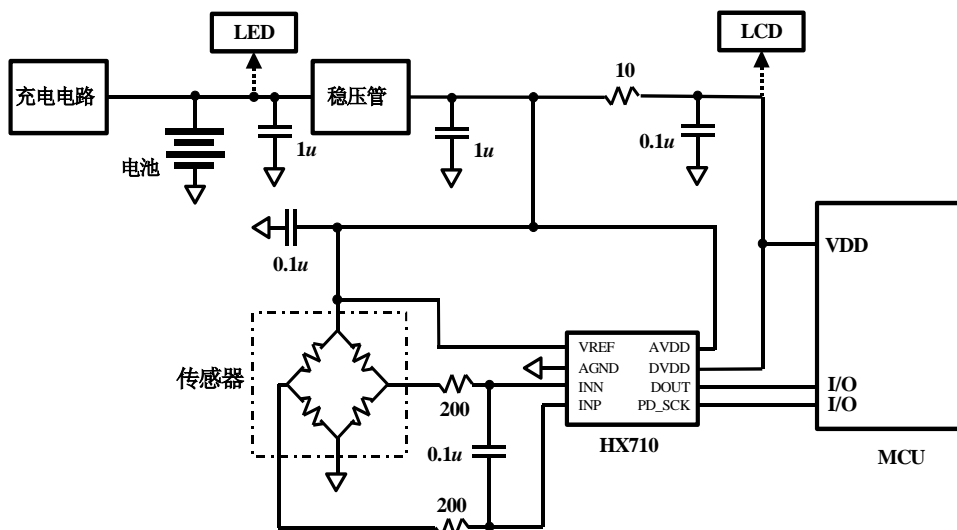 LED
LCD
充电电路
稳压管
10
1u
1u
0.1u
电池
0.1u
VDD
传感器
VREF
AGND
INN
INP
AVDD
DVDD
DOUT
PD_SCK
I/O
I/O
200
0.1u
200
HX710
MCU